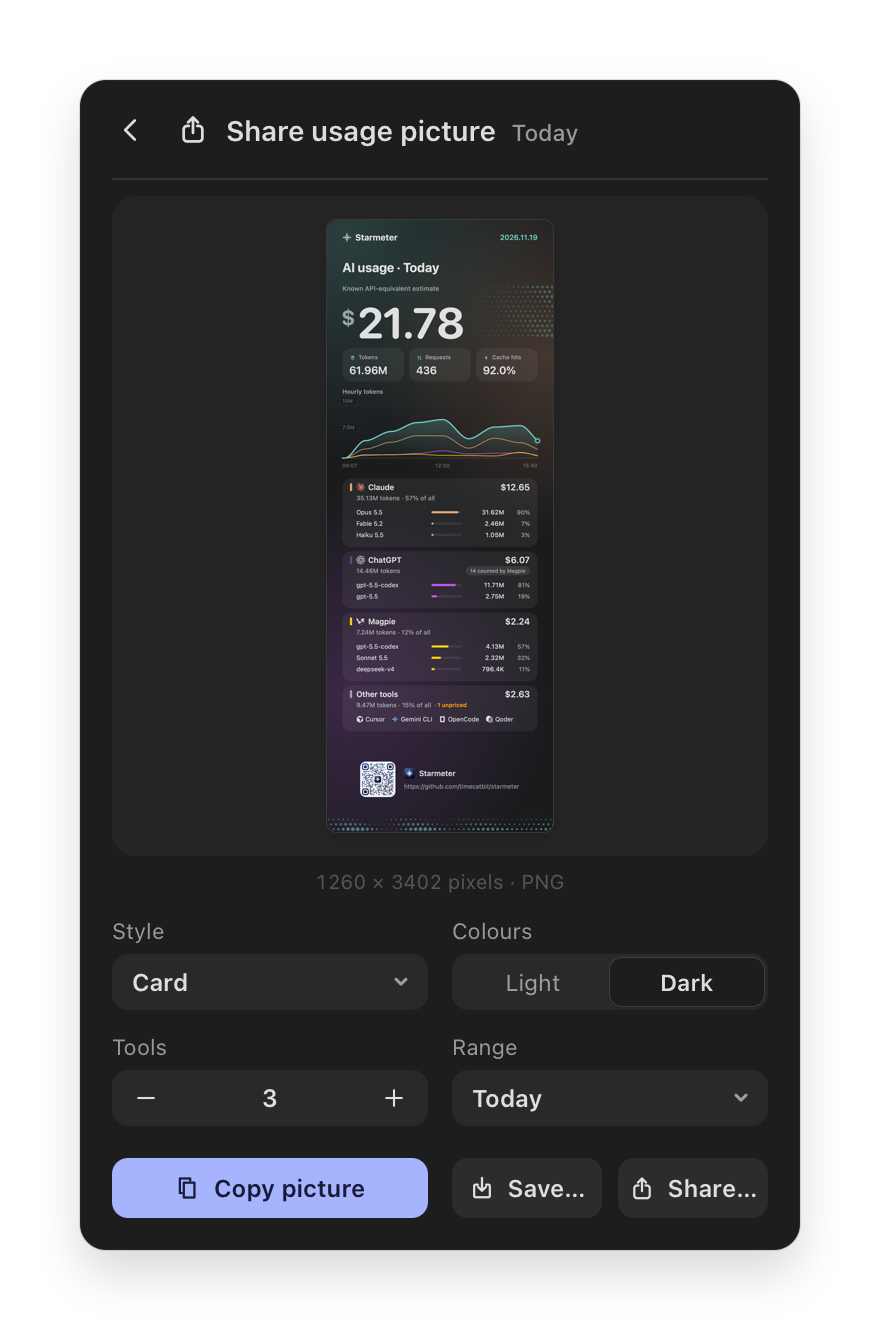 Share usage picture Today
Starmeter 2026.11.19
AI usage · Today
Known API-equivalent estimate
$21.78
Tokens Requests Cache hits
61.96M 436 92.0%
Hourly tokens
15M
7.5M
08:07 12:00 15:40
Claude $12.65
35.13M tokens · 57% of all
Opus 5.5 31.62M 90%
Fable 5.2 2.46M 7%
Haiku 5.5 1.05M 3%
ChatGPT $6.07
14.46M tokens 14 counted by Magpie
gpt-5.5-codex 11.71M 81%
gpt-5.5 2.75M 19%
Magpie $2.24
7.24M tokens · 12% of all
gpt-5.5-codex 4.13M 57%
Sonnet 5.5 2.32M 32%
deepseek-v4 796.4K 11%
Other tools $2.63
9.47M tokens · 15% of all · 1 unpriced
Cursor Gemini CLI OpenCode Qoder
Starmeter
https://github.com/timecatbit/starmeter
1260 × 3402 pixels · PNG
Style Colours
Card Light Dark
Tools Range
3 Today
Copy picture Save... Share...